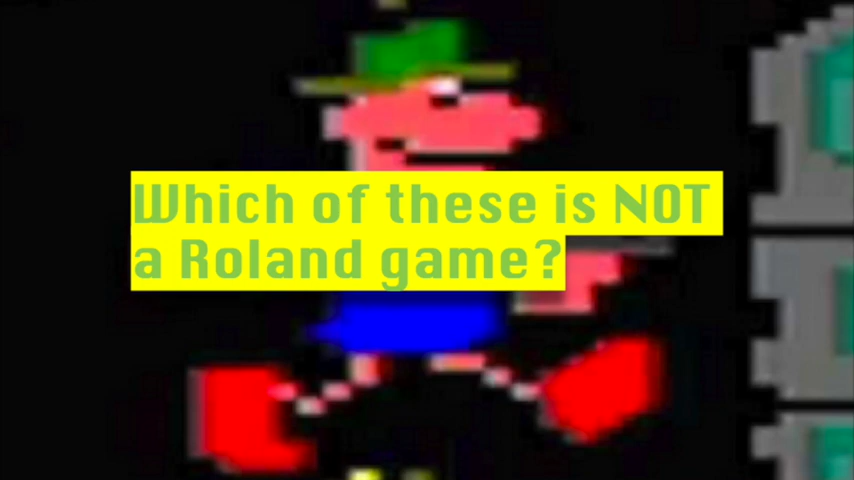 Which of these is NOT
a Roland game?